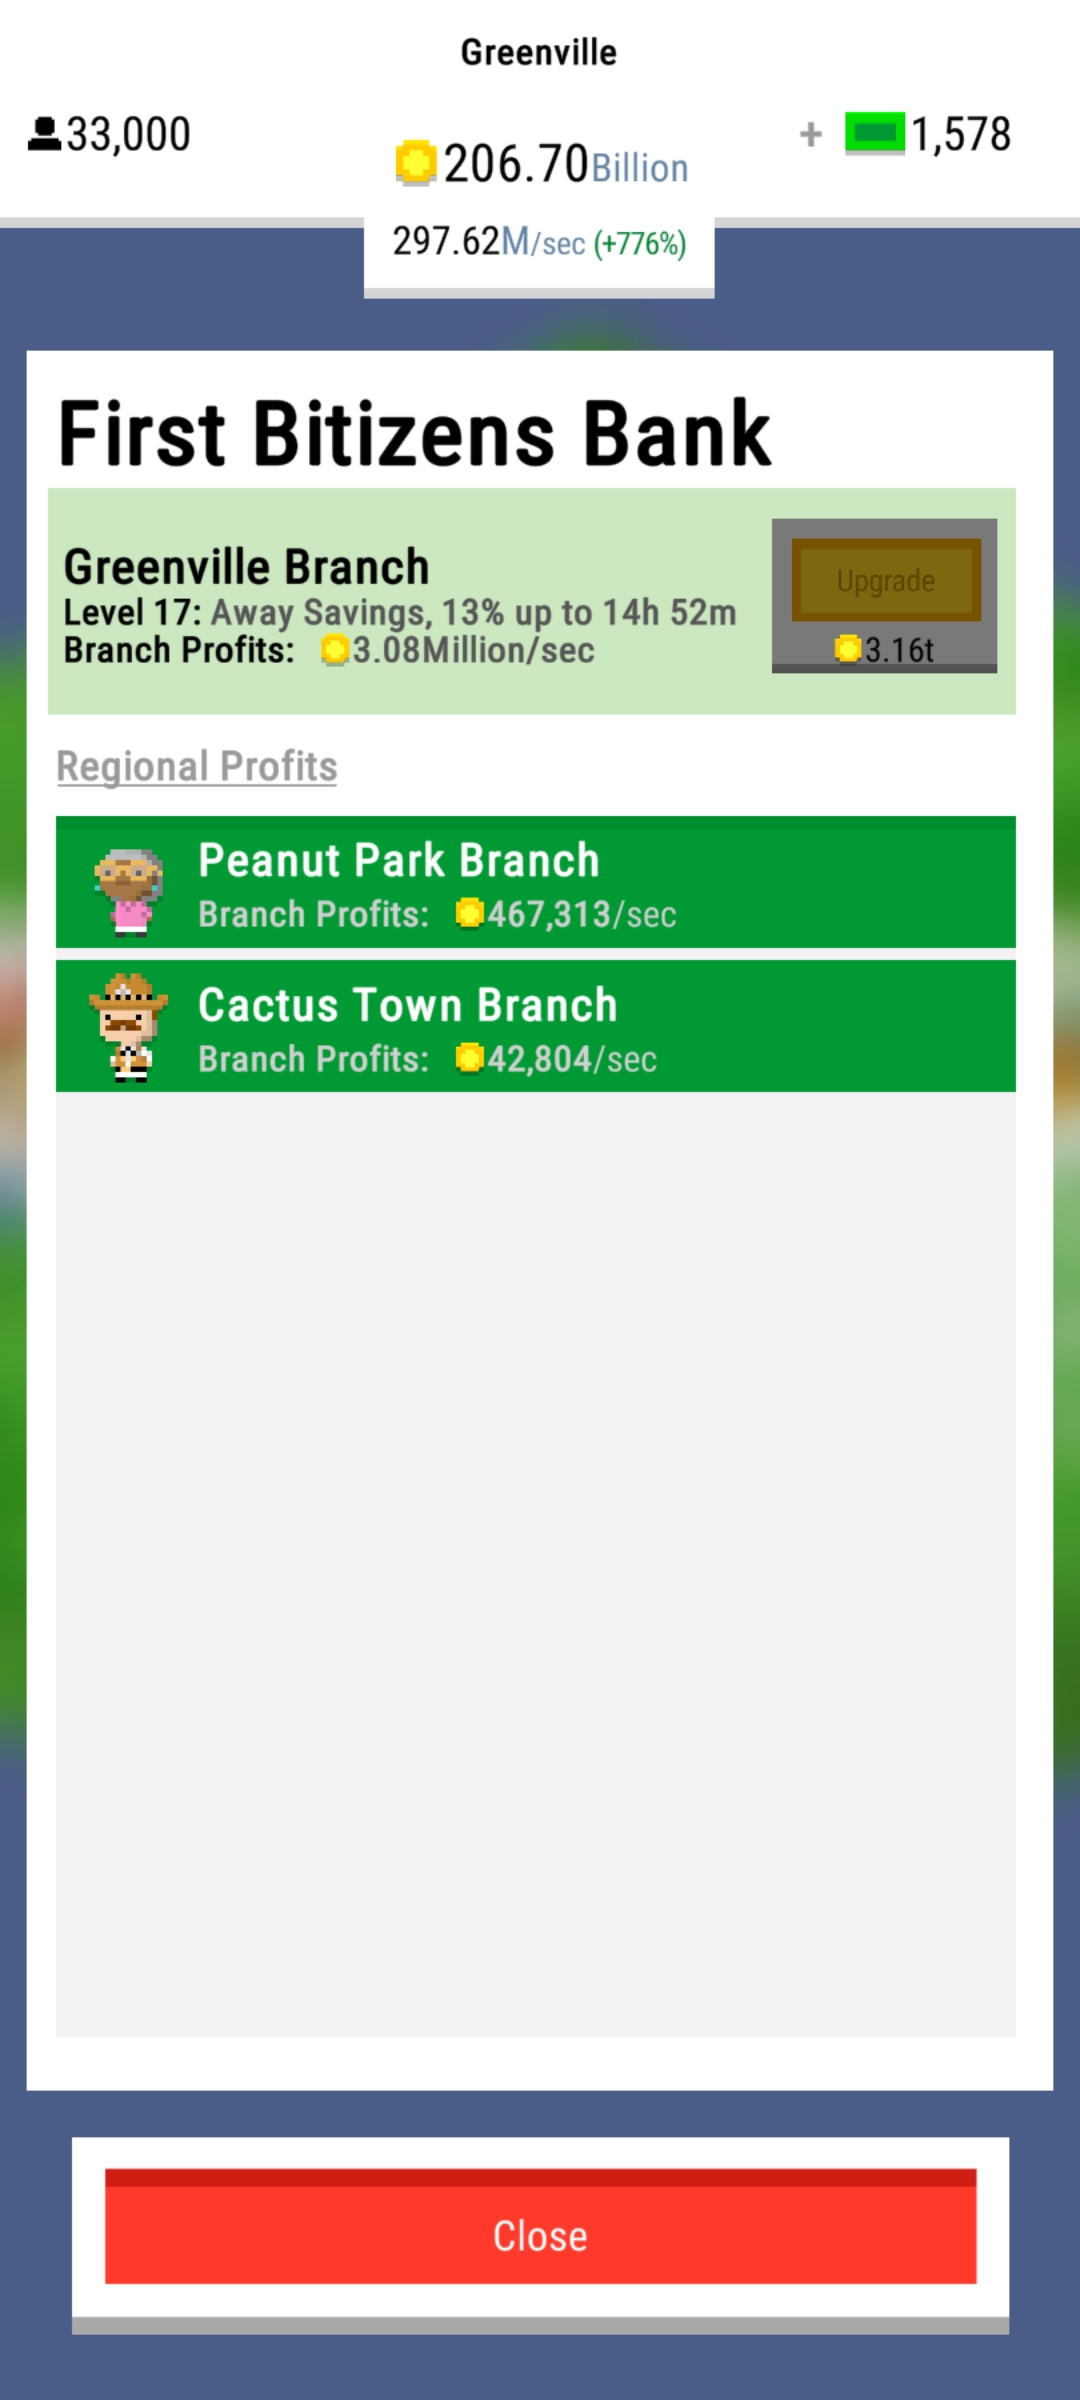 Greenville
33,000
206.70Billion
+ 1,578
297.62M/sec (+776%)
First Bitizens Bank
Greenville Branch
Level 17: Away Savings, 13% up to 14h 52m
Branch Profits: 3.08Million/sec
Upgrade
3.16t
Regional Profits
Peanut Park Branch
Branch Profits: 467,313/sec
Cactus Town Branch
Branch Profits: 42,804/sec
Close